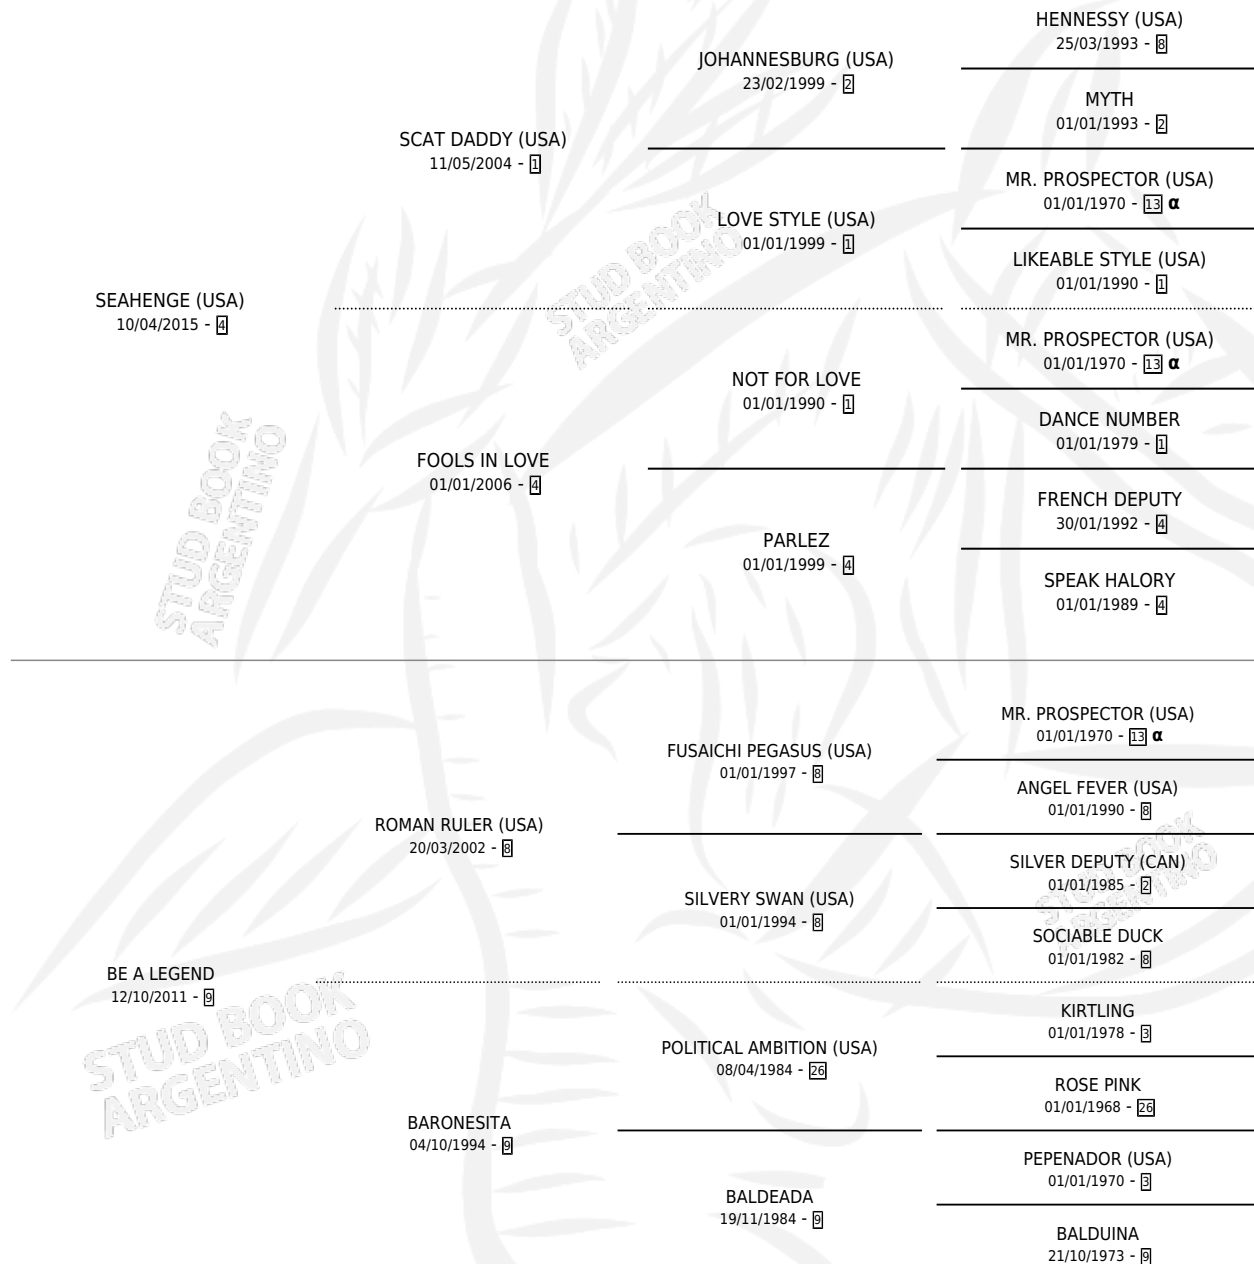 HENNESSY (USA)
25/03/1993 - 8
JOHANNESBURG (USA)
23/02/1999 - 2
MYTH
01/01/1993 - 2
SCAT DADDY (USA)
11/05/2004 - 1
MR. PROSPECTOR (USA)
01/01/1970 - 13 α
LOVE STYLE (USA)
01/01/1999 - 1
LIKEABLE STYLE (USA)
01/01/1990 - 1
SEAHENGE (USA)
10/04/2015 - 4
STUD BOOK
ARGENTINO
MR. PROSPECTOR (USA)
01/01/1970 - 13 α
NOT FOR LOVE
01/01/1990 - 1
DANCE NUMBER
01/01/1979 - 1
FOOLS IN LOVE
01/01/2006 - 4
FRENCH DEPUTY
30/01/1992 - 4
PARLEZ
01/01/1999 - 4
SPEAK HALORY
01/01/1989 - 4
STUD BOOK
ARGENTINO
MR. PROSPECTOR (USA)
01/01/1970 - 13 α
FUSAICHI PEGASUS (USA)
01/01/1997 - 8
ANGEL FEVER (USA)
01/01/1990 - 8
ROMAN RULER (USA)
20/03/2002 - 8
SILVER DEPUTY (CAN)
01/01/1985 - 2
SILVERY SWAN (USA)
01/01/1994 - 8
STUD BOOK
ARGENTINO
SOCIABLE DUCK
01/01/1982 - 8
BE A LEGEND
12/10/2011 - 9
STUD BOOK
ARGENTINO
KIRTLING
01/01/1978 - 3
POLITICAL AMBITION (USA)
08/04/1984 - 26
ROSE PINK
01/01/1968 - 26
BARONESITA
04/10/1994 - 9
PEPENADOR (USA)
01/01/1970 - 3
BALDEADA
19/11/1984 - 9
BALDUINA
21/10/1973 - 9